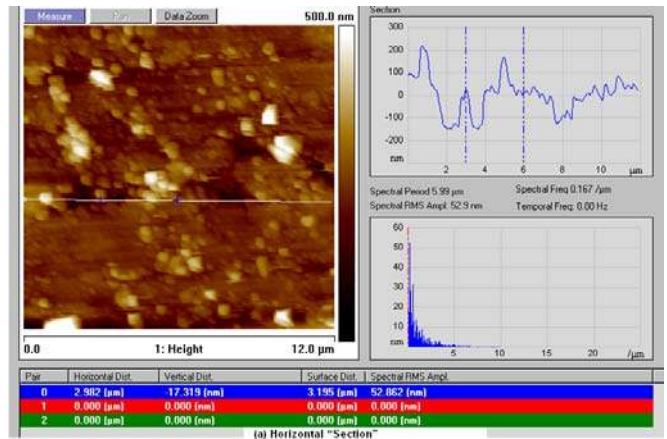 Measure Run Data Zoom 500.0 nm
Section
300
200
100
0
-100
-200
nm
2 4 6 8 10 µm
Spectral Period 5.99 µm Spectral Freq 0.167 /µm
Spectral RMS Ampl. 52.9 nm Temporal Freq: 0.00 Hz
60
50
40
30
20
10
nm
5 10 15 20 /µm
0.0 1: Height 12.0 µm
Pair Horizontal Dist. Vertical Dist. Surface Dist. Spectral RMS Ampl.
0 2.982 (µm) -17.319 (nm) 3.195 (µm) 52.862 (nm)
1 0.000 (µm) 0.000 (nm) 0.000 (µm) 0.000 (nm)
2 0.000 (µm) 0.000 (nm) 0.000 (µm) 0.000 (nm)
(a) Horizontal "Section"